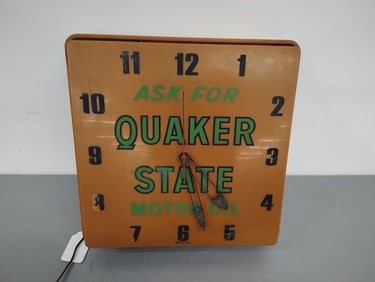 11 12 1
10 2
ASK FOR
QUAKER
9 3
STATE
8 4
MOTOR OIL
7 6 5